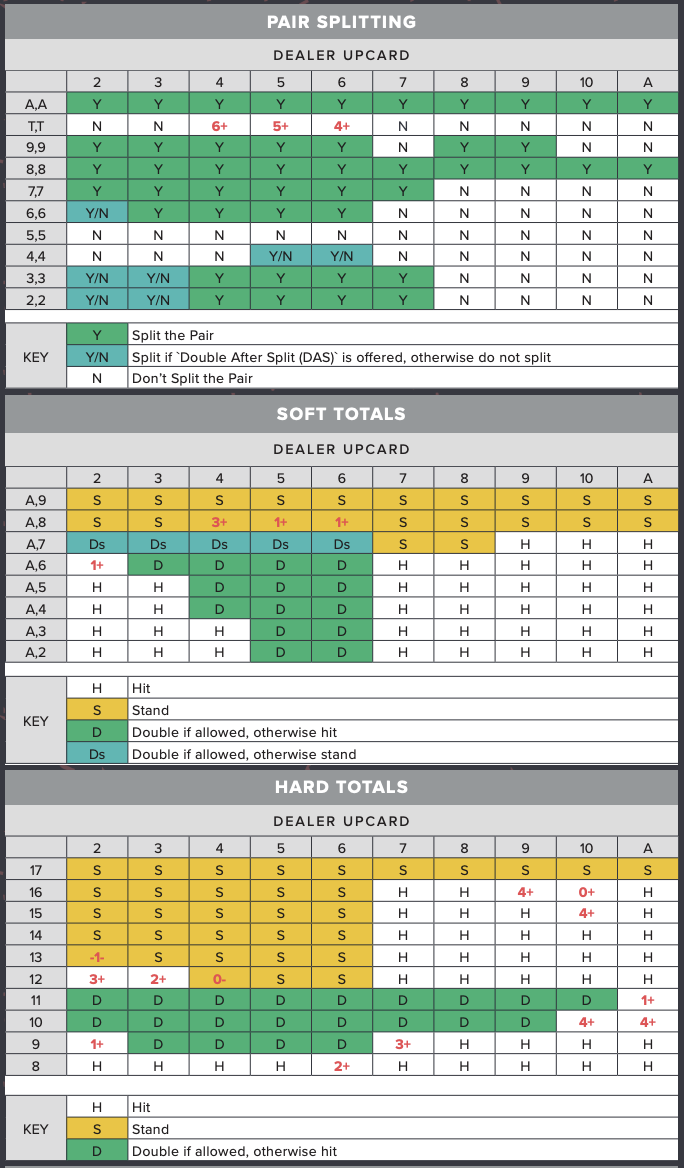 PAIR SPLITTING
DEALER UPCARD
2 3 4 5 6 7 8 9 10 A
A,A Y Y Y Y Y Y Y Y Y Y
T,T N N 6+ 5+ 4+ N N N N N
9,9 Y Y Y Y Y N Y Y N N
8,8 Y Y Y Y Y Y Y Y Y Y
7,7 Y Y Y Y Y Y N N N N
6,6 Y/N Y Y Y Y N N N N N
5,5 N N N N N N N N N N
4,4 N N N Y/N Y/N N N N N N
3,3 Y/N Y/N Y Y Y Y N N N N
2,2 Y/N Y/N Y Y Y Y N N N N
KEY
Y Split the Pair
Y/N Split if `Double After Split (DAS)` is offered, otherwise do not split
N Don't Split the Pair
SOFT TOTALS
DEALER UPCARD
2 3 4 5 6 7 8 9 10 A
A,9 S S S S S S S S S S
A,8 S S 3+ 1+ 1+ S S S S S
A,7 Ds Ds Ds Ds Ds S S H H H
A,6 1+ D D D D H H H H H
A,5 H H D D D H H H H H
A,4 H H D D D H H H H H
A,3 H H H D D H H H H H
A,2 H H H D D H H H H H
KEY
H Hit
S Stand
D Double if allowed, otherwise hit
Ds Double if allowed, otherwise stand
HARD TOTALS
DEALER UPCARD
2 3 4 5 6 7 8 9 10 A
17 S S S S S S S S S S
16 S S S S S H H 4+ 0+ H
15 S S S S S H H H 4+ H
14 S S S S S H H H H H
13 -1- S S S S H H H H H
12 3+ 2+ 0- S S H H H H H
11 D D D D D D D D D 1+
10 D D D D D D D D 4+ 4+
9 1+ D D D D 3+ H H H H
8 H H H H 2+ H H H H H
KEY
H Hit
S Stand
D Double if allowed, otherwise hit